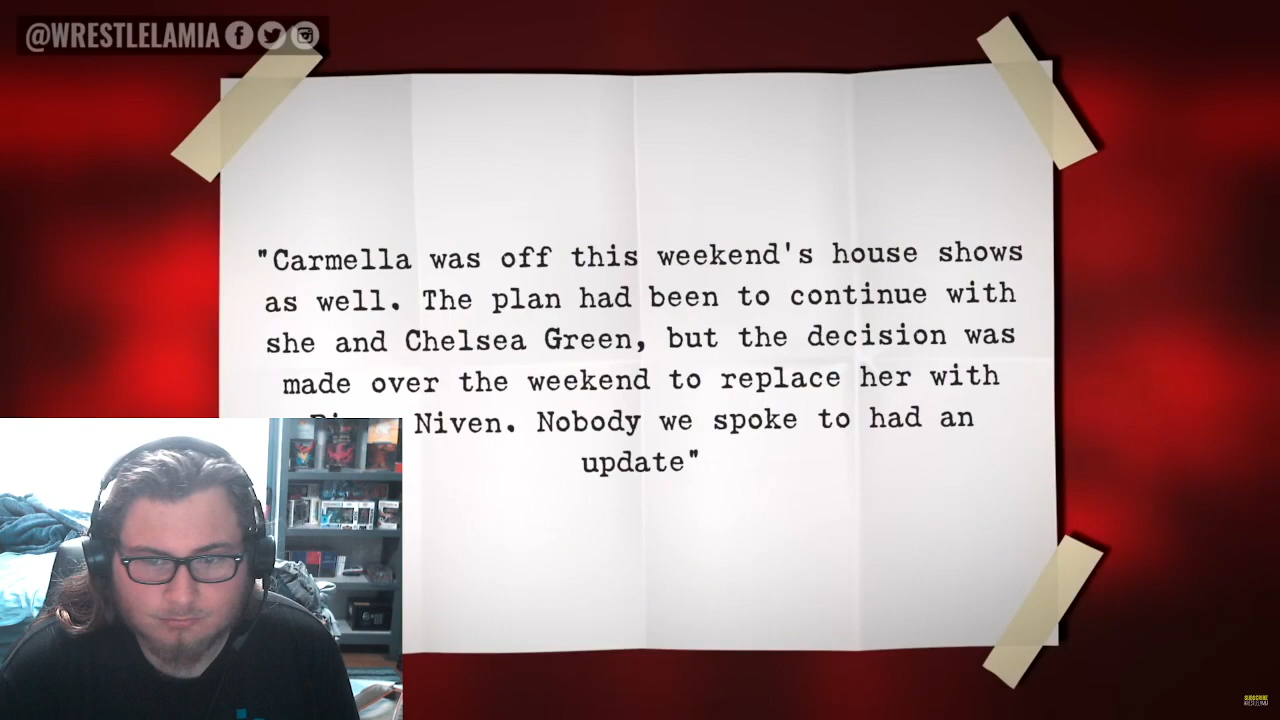 @WRESTLELAMIA
"Carmella was off this weekend's house shows
as well. The plan had been to continue with
she and Chelsea Green, but the decision was
made over the weekend to replace her with
Niven. Nobody we spoke to had an
update"
SUBSCRIBE
WRESTLELAMIA